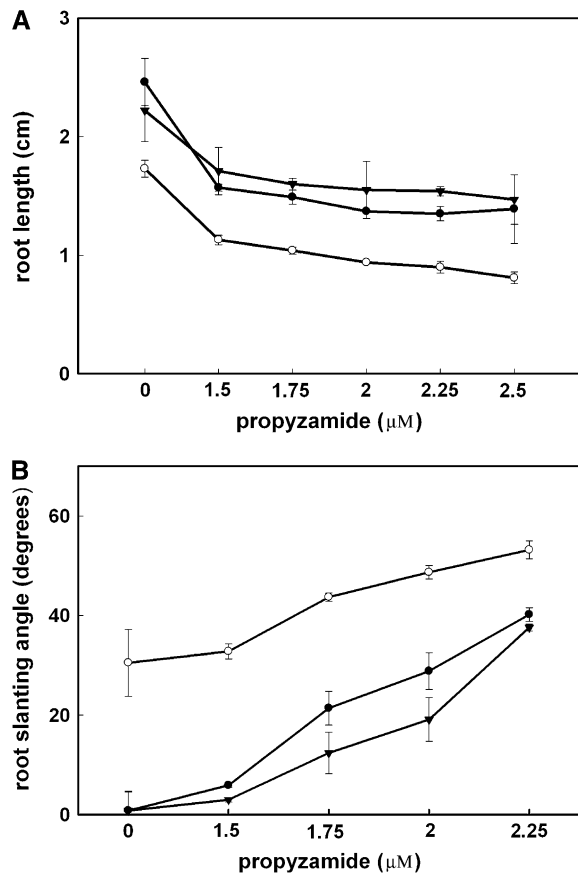 A
3
2
1
0
root length (cm)
0 1.5 1.75 2 2.25 2.5
propyzamide (μM)
B
60
40
20
0
root slanting angle (degrees)
0 1.5 1.75 2 2.25
propyzamide (μM)